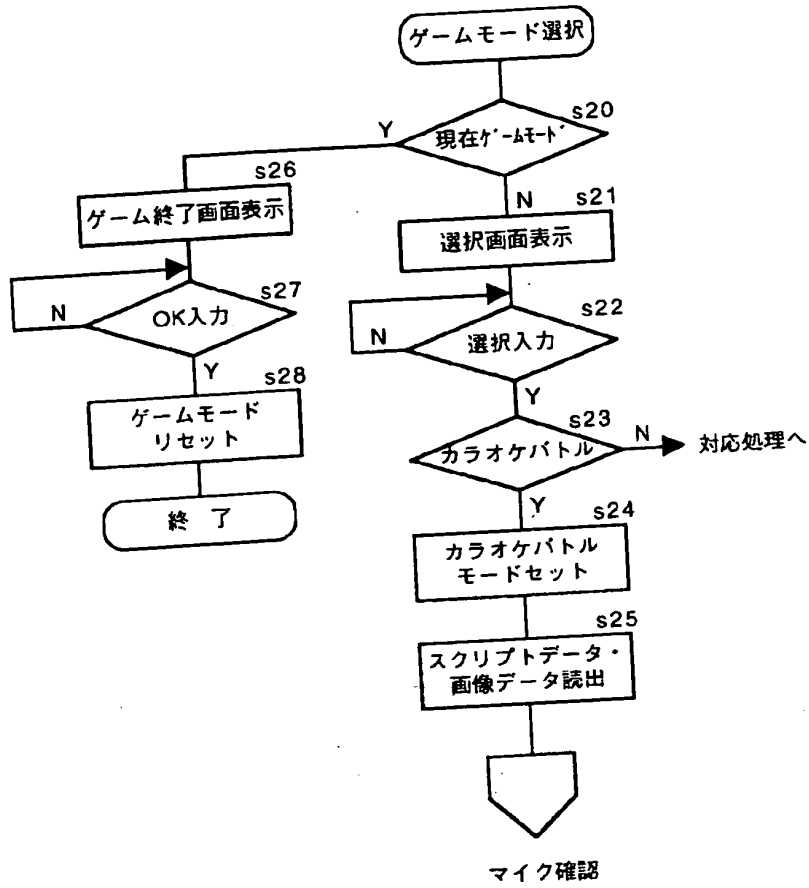 ゲームモード選択
s20
現在ゲームモード
Y
N
s26
ゲーム終了画面表示
s27
OK入力
N
Y
s28
ゲームモード
リセット
終 了
s21
選択画面表示
s22
選択入力
N
Y
s23
カラオケバトル
N
対応処理へ
Y
s24
カラオケバトル
モードセット
s25
スクリプトデータ・
画像データ読出
マイク確認